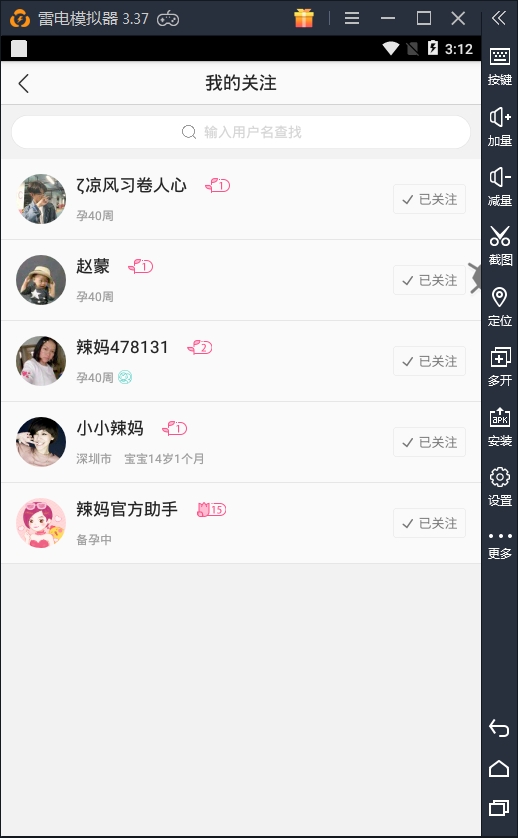 雷电模拟器 3.37
3:12
我的关注
输入用户名查找
ζ凉风习卷人心 1
已关注
孕40周
赵蒙 1
已关注
孕40周
辣妈478131 2
已关注
孕40周
小小辣妈 1
已关注
深圳市 宝宝14岁1个月
辣妈官方助手 15
已关注
备孕中
按键
加量
减量
截图
定位
多开
APK
安装
设置
更多